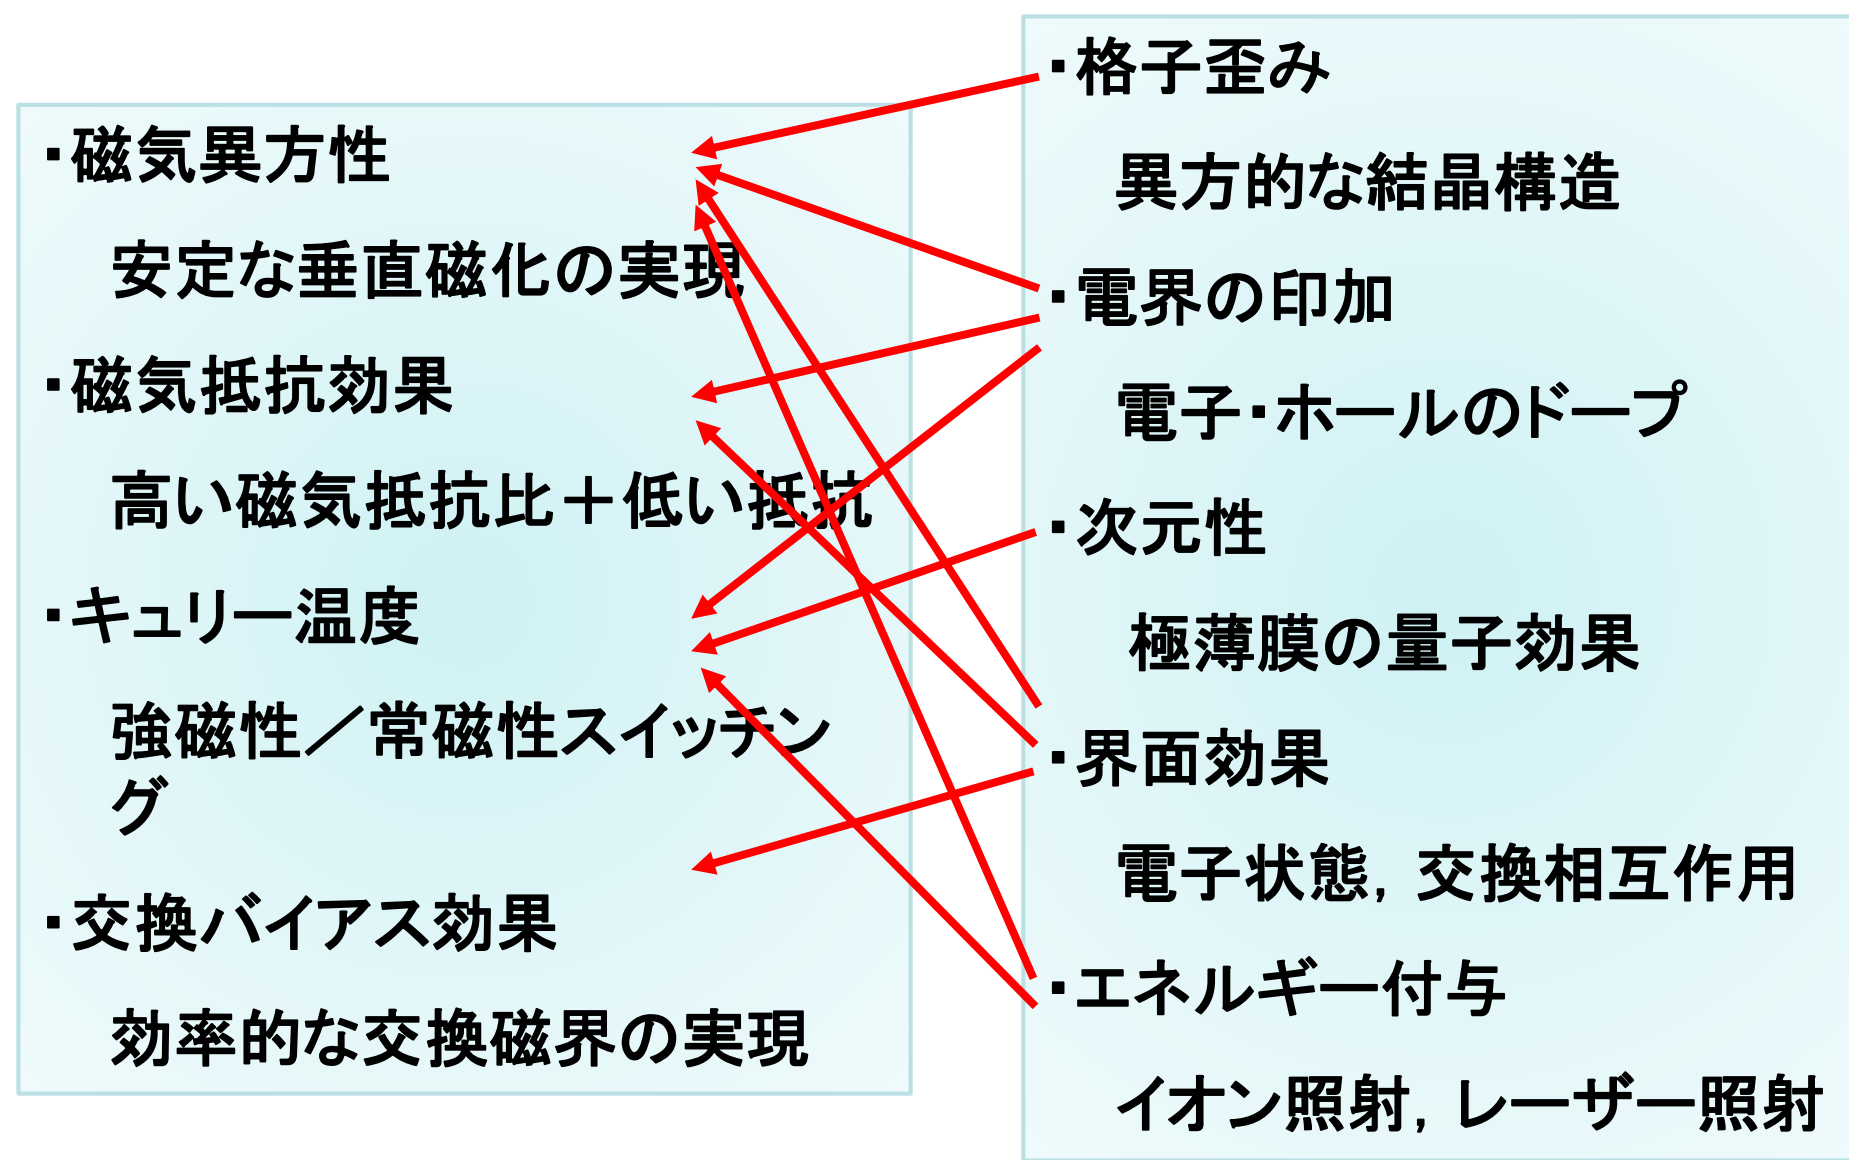 ・磁気異方性
安定な垂直磁化の実現
・磁気抵抗効果
高い磁気抵抗比＋低い抵抗
・キュリー温度
強磁性／常磁性スイッチン
グ
・交換バイアス効果
効率的な交換磁界の実現
・格子歪み
異方的な結晶構造
・電界の印加
電子・ホールのドープ
・次元性
極薄膜の量子効果
・界面効果
電子状態，交換相互作用
・エネルギー付与
イオン照射，レーザー照射